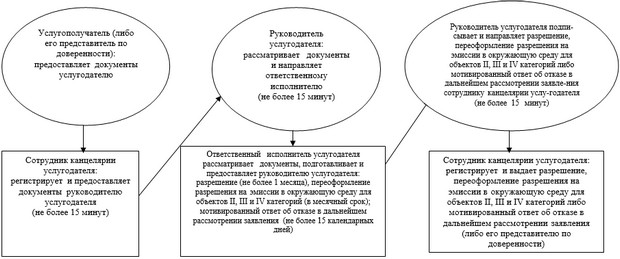 Услугополучатель (либо
его представитель по
доверенности):
предоставляет документы
услугодателю
Сотрудник канцелярии
услугодателя:
регистрирует и предоставляет
документы руководителю
услугодателя
(не более 15 минут)
Руководитель
услугодателя:
рассматривает документы
и направляет
ответственному
исполнителю
(не более 15 минут)
Ответственный исполнитель услугодателя
рассматривает документы, подготавливает и
предоставляет руководителю услугодателя:
разрешение (не более 1 месяца), переоформление
разрешения на эмиссии в окружающую среду для
объектов II, III и IV категорий (в месячный срок);
мотивированный ответ об отказе в дальнейшем
рассмотрении заявления (не более 15 календарных
дней)
Руководитель услугодателя подпи-
сывает и направляет разрешение,
переоформление разрешения на
эмиссии в окружающую среду для
объектов II, III и IV категорий либо
мотивированный ответ об отказе в
дальнейшем рассмотрении заявле-ния
сотруднику канцелярии услу-годателя
(не более 15 минут)
Сотрудник канцелярии услугодателя:
регистрирует и выдает разрешение,
переоформление разрешения на
эмиссии в окружающую среду для
объектов II, III и IV категорий либо
мотивированный ответ об отказе в
дальнейшем рассмотрении заявления
(либо его представителю по
доверенности)